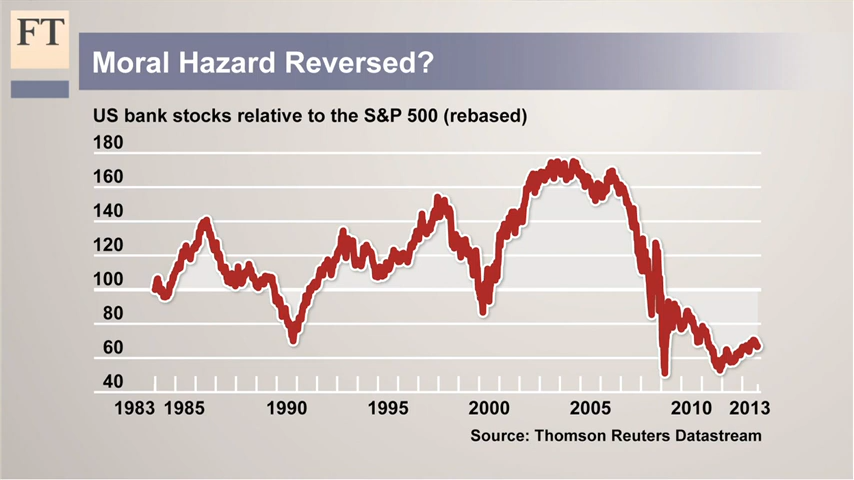 FT
Moral Hazard Reversed?
US bank stocks relative to the S&P 500 (rebased)
180
160
140
120
100
80
60
40
1983 1985 1990 1995 2000 2005 2010 2013
Source: Thomson Reuters Datastream